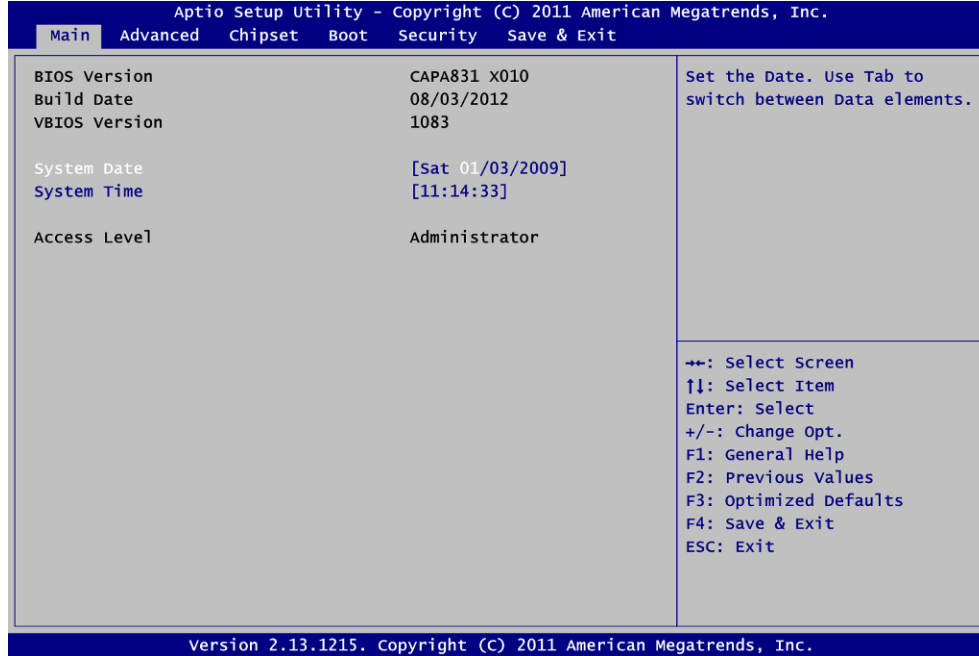 Aptio Setup Utility – Copyright (C) 2011 American Megatrends, Inc.
Main Advanced Chipset Boot Security Save & Exit
BIOS Version CAPA831 X010
Build Date 08/03/2012
VBIOS Version 1083
System Date [Sat 01/03/2009]
System Time [11:14:33]
Access Level Administrator
Set the Date. Use Tab to
switch between Data elements.
→←: Select Screen
↑↓: Select Item
Enter: Select
+/-: Change Opt.
F1: General Help
F2: Previous Values
F3: Optimized Defaults
F4: Save & Exit
ESC: Exit
Version 2.13.1215. Copyright (C) 2011 American Megatrends, Inc.